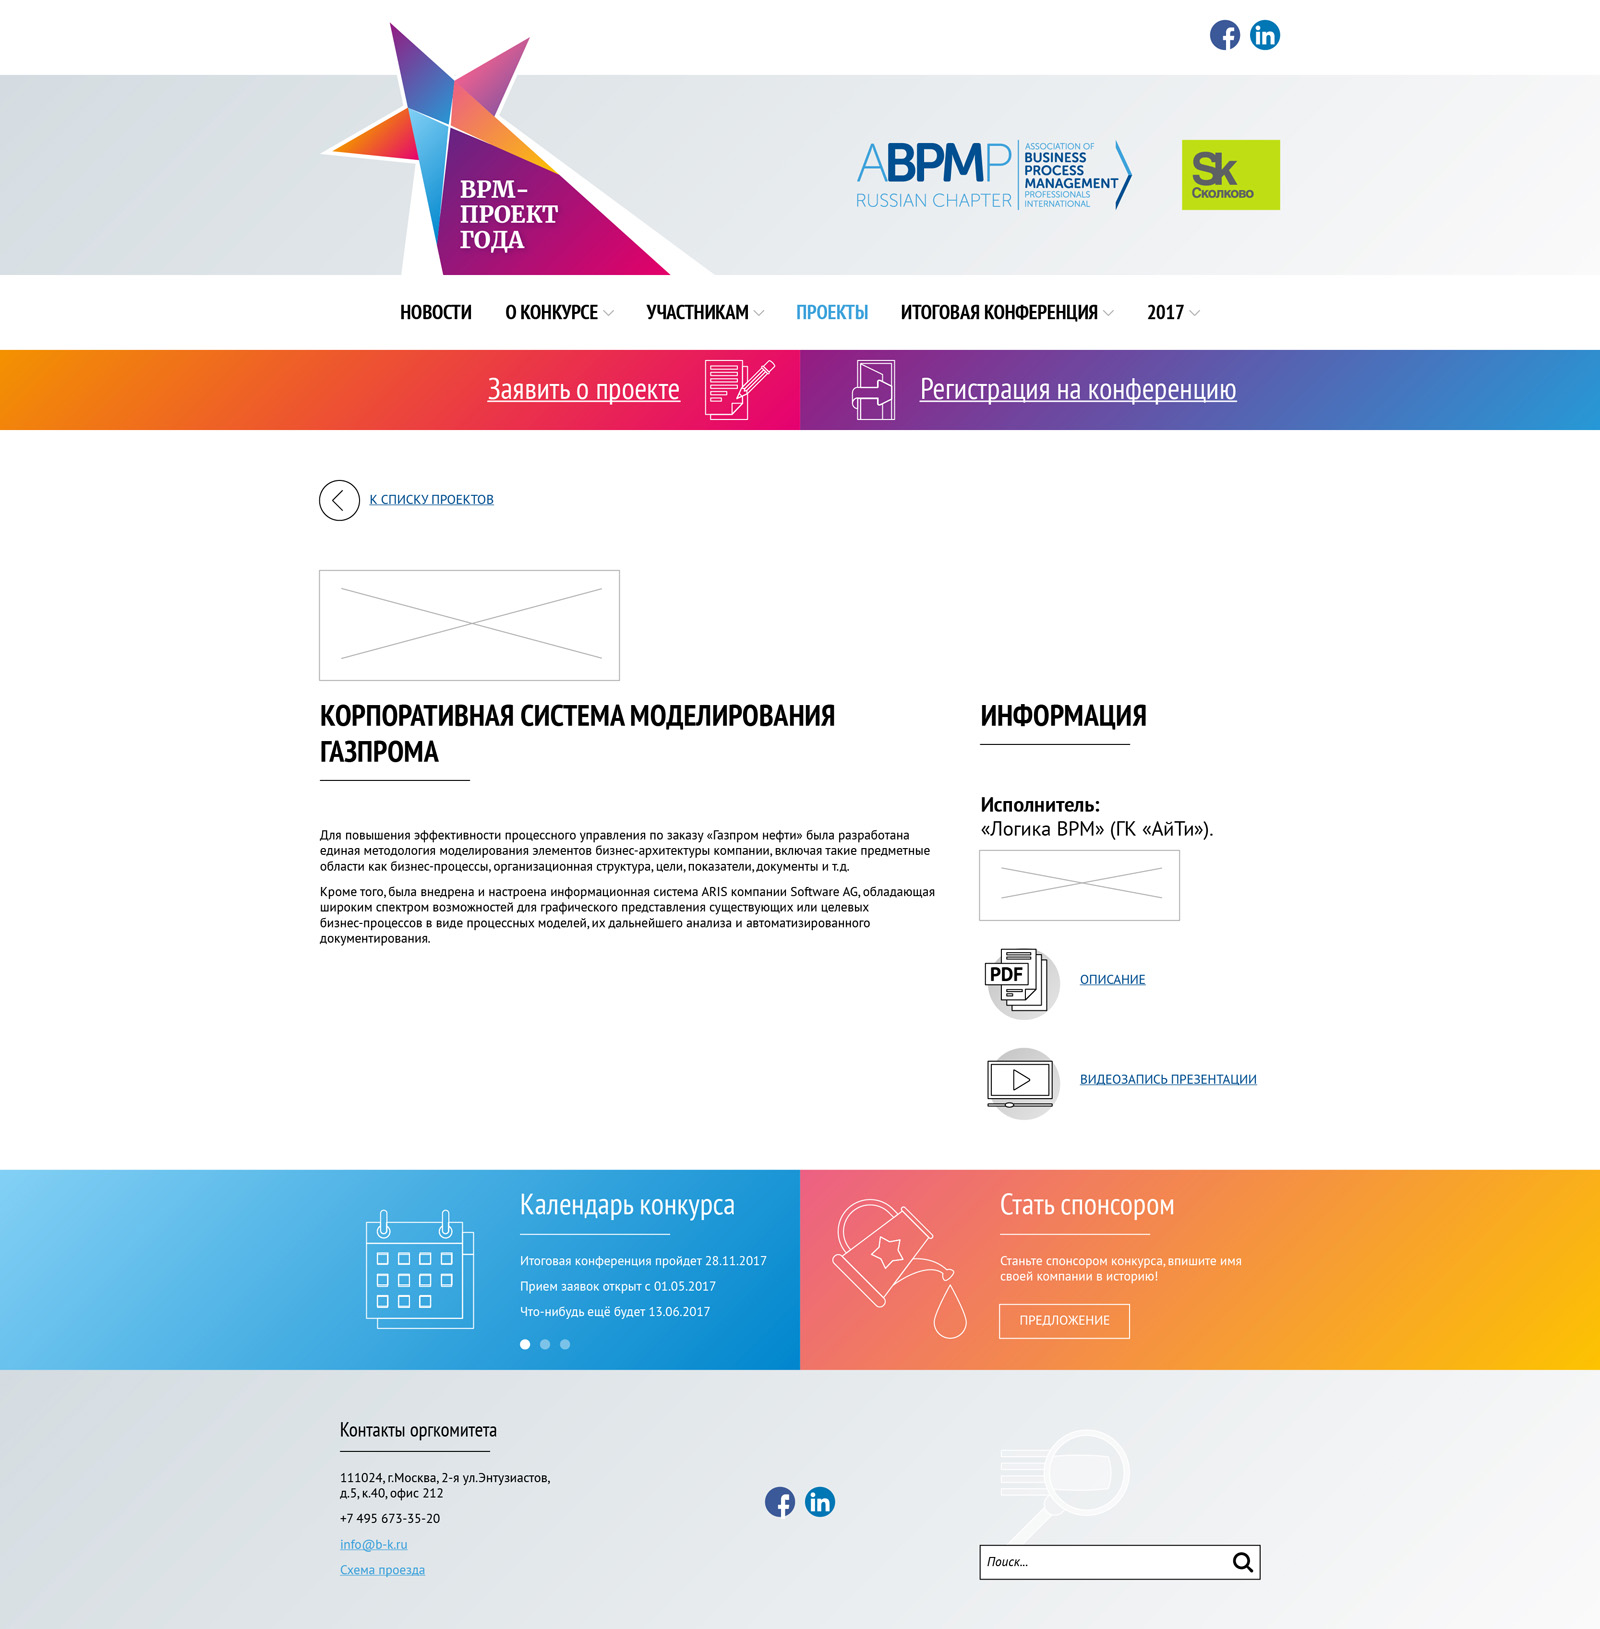 ВРМ-
ПРОЕКТ
ГОДА
ABPMP
RUSSIAN CHAPTER
ASSOCIATION OF
BUSINESS
PROCESS
MANAGEMENT
PROFESSIONALS
INTERNATIONAL
Sk
Сколково
НОВОСТИ О КОНКУРСЕ УЧАСТНИКАМ ПРОЕКТЫ ИТОГОВАЯ КОНФЕРЕНЦИЯ 2017
Заявить о проекте
Регистрация на конференцию
К СПИСКУ ПРОЕКТОВ
КОРПОРАТИВНАЯ СИСТЕМА МОДЕЛИРОВАНИЯ
ГАЗПРОМА
Для повышения эффективности процессного управления по заказу «Газпром нефти» была разработана
единая методология моделирования элементов бизнес-архитектуры компании, включая такие предметные
области как бизнес-процессы, организационная структура, цели, показатели, документы и т.д.
Кроме того, была внедрена и настроена информационная система ARIS компании Software AG, обладающая
широким спектром возможностей для графического представления существующих или целевых
бизнес-процессов в виде процессных моделей, их дальнейшего анализа и автоматизированного
документирования.
ИНФОРМАЦИЯ
Исполнитель:
«Логика BPM» (ГК «АйТи»).
PDF
ОПИСАНИЕ
ВИДЕОЗАПИСЬ ПРЕЗЕНТАЦИИ
Календарь конкурса
Итоговая конференция пройдет 28.11.2017
Прием заявок открыт с 01.05.2017
Что-нибудь ещё будет 13.06.2017
Стать спонсором
Станьте спонсором конкурса, впишите имя
своей компании в историю!
ПРЕДЛОЖЕНИЕ
Контакты оргкомитета
111024, г.Москва, 2-я ул.Энтузиастов,
д.5, к.40, офис 212
+7 495 673-35-20
info@b-k.ru
Схема проезда
Поиск...